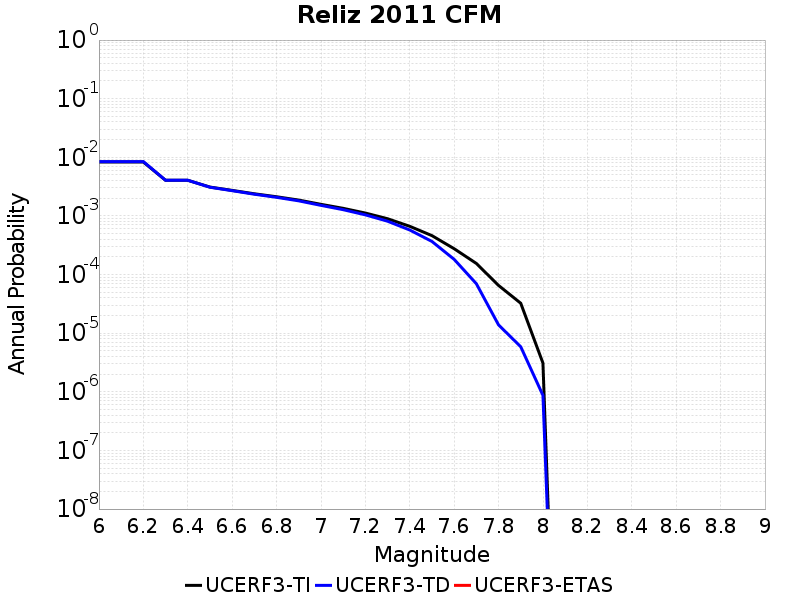 Reliz 2011 CFM
Annual Probability
10^0
10^-1
10^-2
10^-3
10^-4
10^-5
10^-6
10^-7
10^-8
6 6.2 6.4 6.6 6.8 7 7.2 7.4 7.6 7.8 8 8.2 8.4 8.6 8.8 9
Magnitude
UCERF3-TI UCERF3-TD UCERF3-ETAS